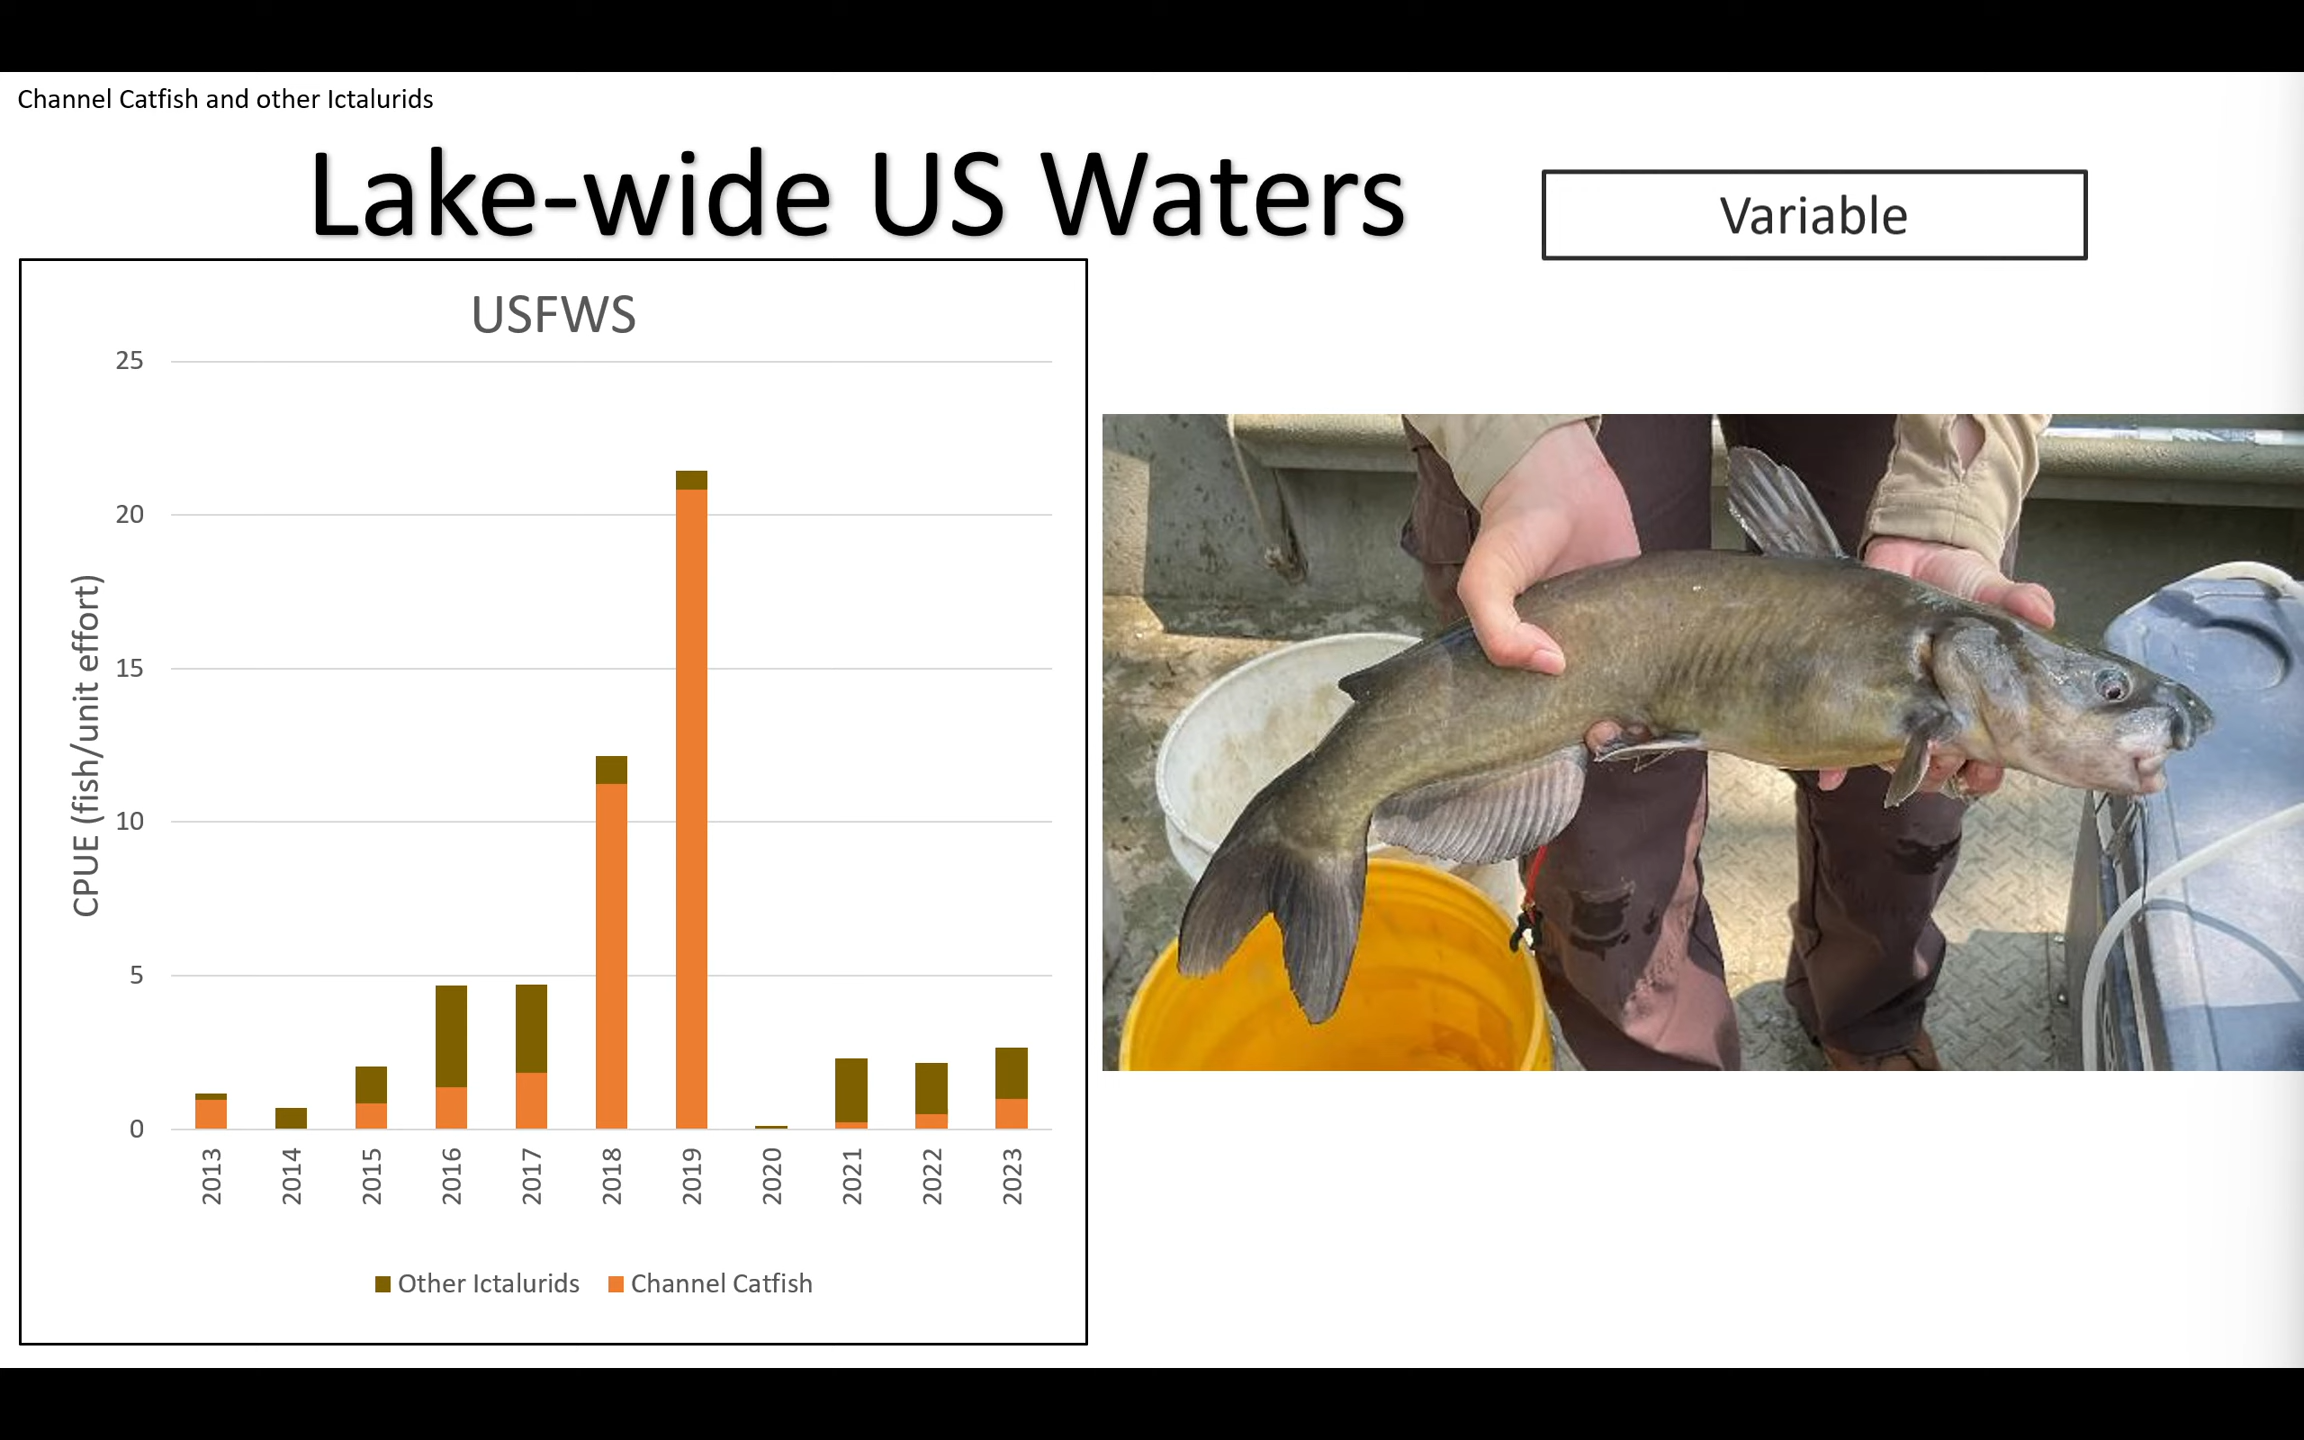 Channel Catfish and other Ictalurids
Lake-wide US Waters
Variable
USFWS
CPUE (fish/unit effort)
25
20
15
10
5
0
2013
2014
2015
2016
2017
2018
2019
2020
2021
2022
2023
Other Ictalurids
Channel Catfish